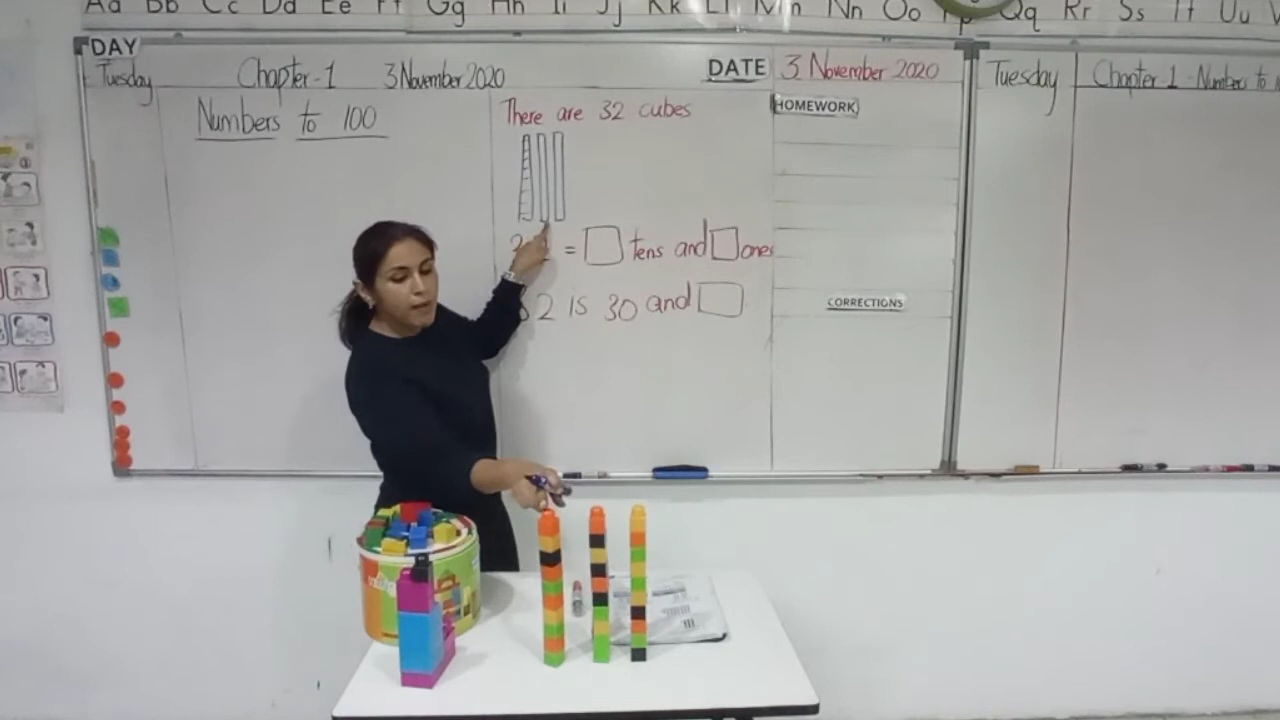 Aa Bb Cc Dd Ee Ff Gg Hh Ii Jj Kk Ll Mm Nn Oo Pp Qq Rr Ss Tt Uu
DAY
Tuesday
Chapter-1 3 November 2020
DATE
3 November 2020
Numbers to 100
There are 32 cubes
= tens and ones
32 is 30 and
HOMEWORK
CORRECTIONS
Tuesday
Chapter 1 - Numbers to